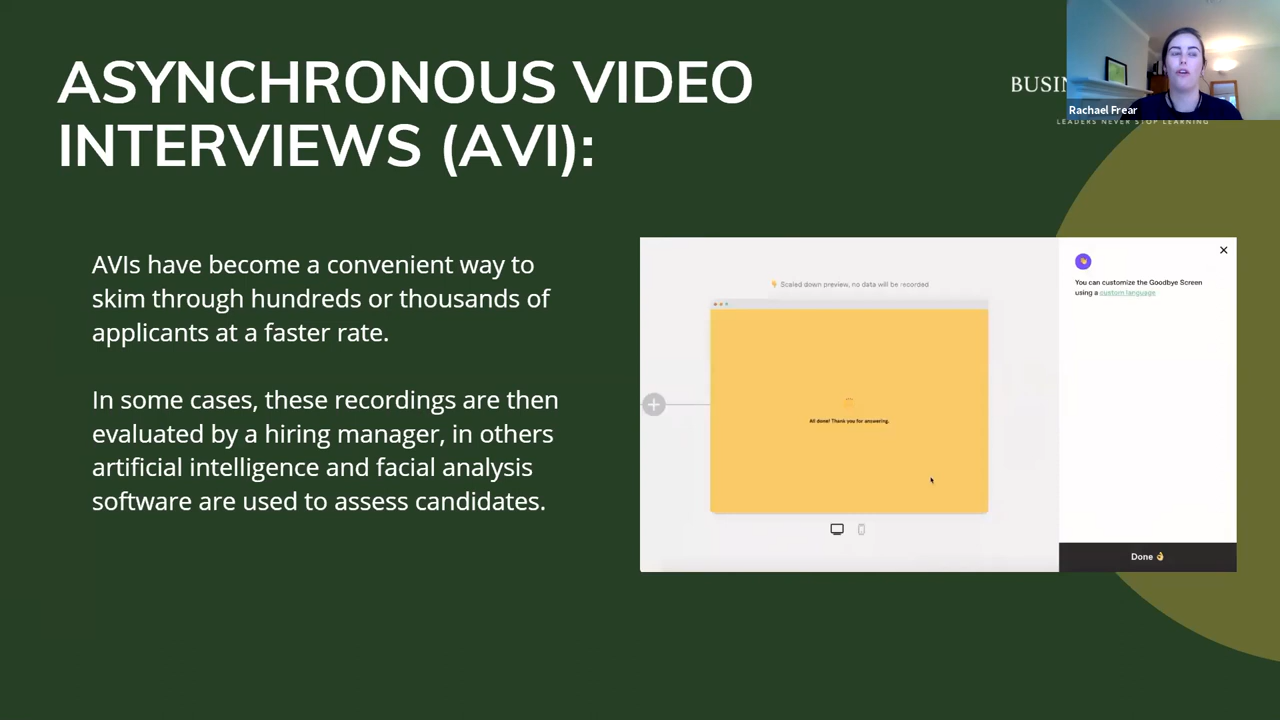 ASYNCHRONOUS VIDEO
INTERVIEWS (AVI):
BUSIN
Rachael Frear
LEADERS NEVER STOP LEARNING
AVIs have become a convenient way to
skim through hundreds or thousands of
applicants at a faster rate.
In some cases, these recordings are then
evaluated by a hiring manager, in others
artificial intelligence and facial analysis
software are used to assess candidates.
Scaled down preview, no data will be recorded
All done! Thank you for answering.
You can customize the Goodbye Screen
using a custom language
Done